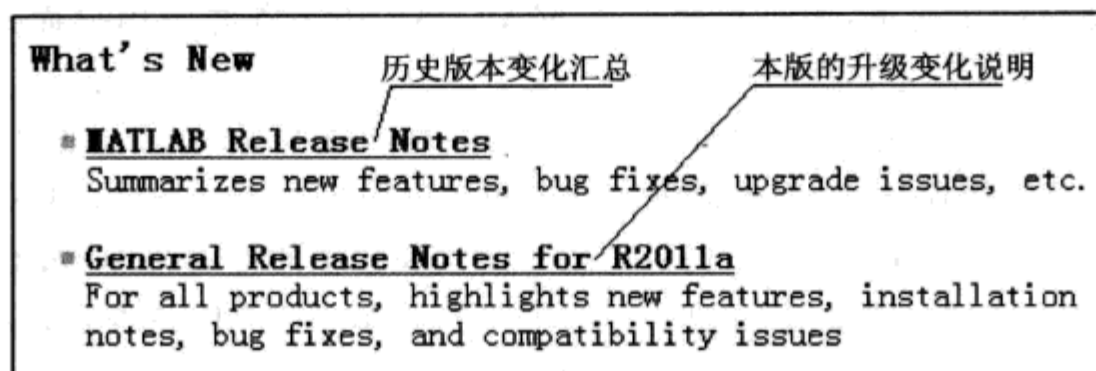 What's New
历史版本变化汇总
本版的升级变化说明
MATLAB Release Notes
Summarizes new features, bug fixes, upgrade issues, etc.
General Release Notes for R2011a
For all products, highlights new features, installation
notes, bug fixes, and compatibility issues